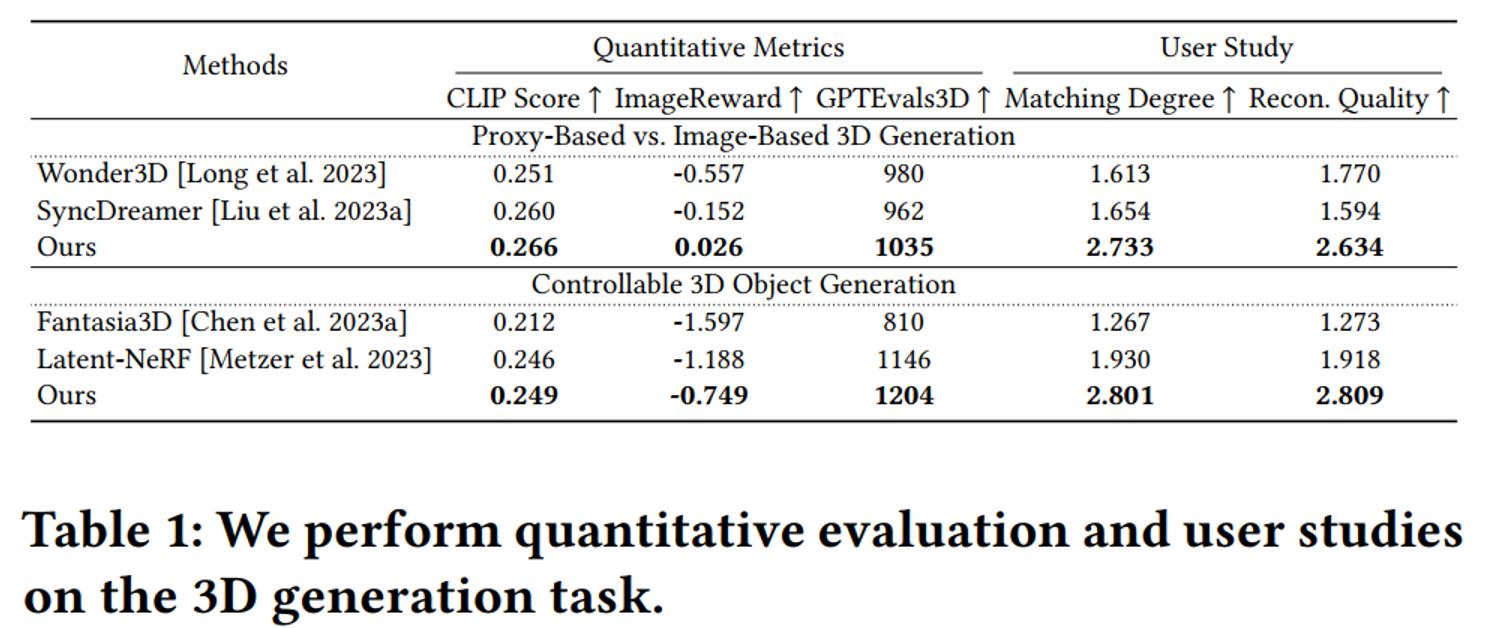 Methods Quantitative Metrics User Study
CLIP Score ↑ ImageReward ↑ GPTEvals3D ↑ Matching Degree ↑ Recon. Quality ↑
Proxy-Based vs. Image-Based 3D Generation
Wonder3D [Long et al. 2023] 0.251 -0.557 980 1.613 1.770
SyncDreamer [Liu et al. 2023a] 0.260 -0.152 962 1.654 1.594
Ours 0.266 0.026 1035 2.733 2.634
Controllable 3D Object Generation
Fantasia3D [Chen et al. 2023a] 0.212 -1.597 810 1.267 1.273
Latent-NeRF [Metzer et al. 2023] 0.246 -1.188 1146 1.930 1.918
Ours 0.249 -0.749 1204 2.801 2.809
Table 1: We perform quantitative evaluation and user studies
on the 3D generation task.